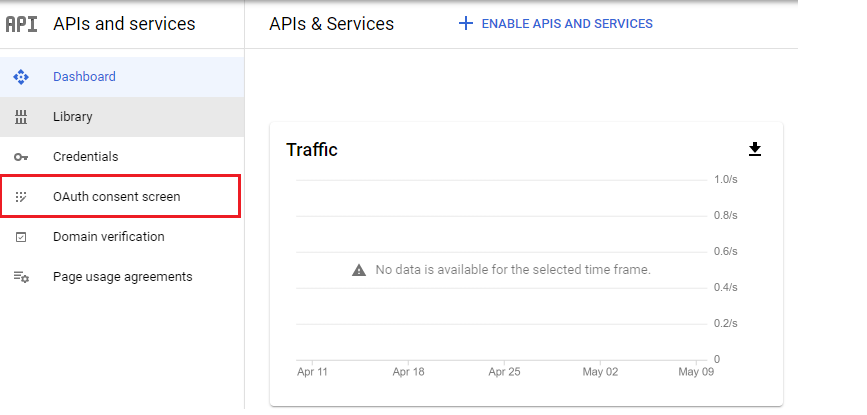 API APIs and services
APIs & Services
ENABLE APIS AND SERVICES
Dashboard
Library
Credentials
OAuth consent screen
Domain verification
Page usage agreements
Traffic
1.0/s
0.8/s
0.6/s
No data is available for the selected time frame.
0.4/s
0.2/s
0
Apr 11 Apr 18 Apr 25 May 02 May 09